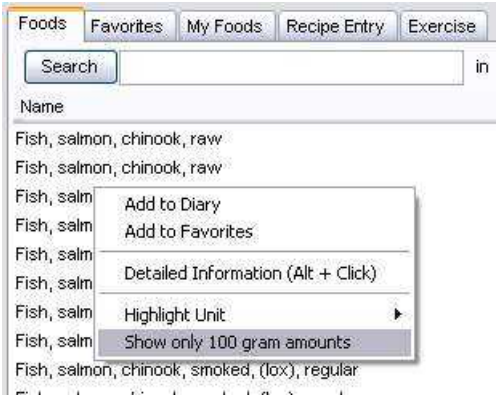 Foods Favorites My Foods Recipe Entry Exercise
Search in
Name
Fish, salmon, chinook, raw
Fish, salmon, chinook, raw
Fish, salm
Add to Diary
Fish, salm
Add to Favorites
Fish, salm
Detailed Information (Alt + Click)
Fish, salm
Fish, salm
Highlight Unit
Fish, salm
Show only 100 gram amounts
Fish, salmon, chinook, smoked, (lox), regular